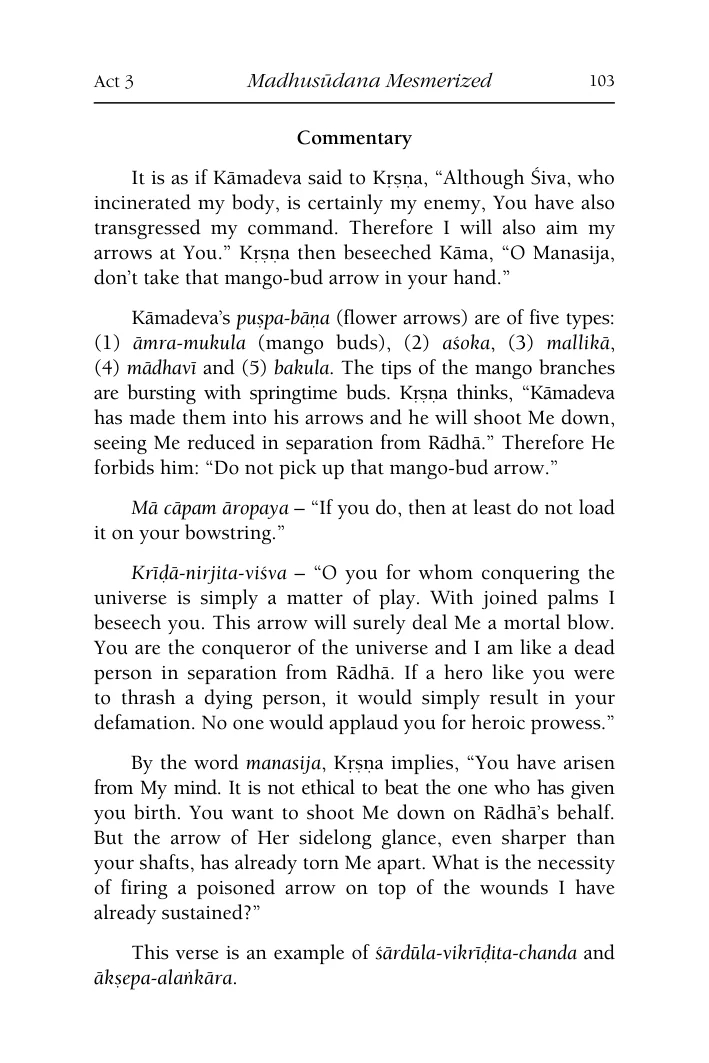 Act 3 Madhusūdana Mesmerized 103
Commentary
It is as if Kāmadeva said to Kṛṣṇa, “Although Śiva, who
incinerated my body, is certainly my enemy, You have also
transgressed my command. Therefore I will also aim my
arrows at You.” Kṛṣṇa then beseeched Kāma, “O Manasija,
don’t take that mango-bud arrow in your hand.”
Kāmadeva’s puṣpa-bāṇa (flower arrows) are of five types:
(1) āmra-mukula (mango buds), (2) aśoka, (3) mallikā,
(4) mādhavī and (5) bakula. The tips of the mango branches
are bursting with springtime buds. Kṛṣṇa thinks, “Kāmadeva
has made them into his arrows and he will shoot Me down,
seeing Me reduced in separation from Rādhā.” Therefore He
forbids him: “Do not pick up that mango-bud arrow.”
Mā cāpam āropaya – “If you do, then at least do not load
it on your bowstring.”
Krīḍā-nirjita-viśva – “O you for whom conquering the
universe is simply a matter of play. With joined palms I
beseech you. This arrow will surely deal Me a mortal blow.
You are the conqueror of the universe and I am like a dead
person in separation from Rādhā. If a hero like you were
to thrash a dying person, it would simply result in your
defamation. No one would applaud you for heroic prowess.”
By the word manasija, Kṛṣṇa implies, “You have arisen
from My mind. It is not ethical to beat the one who has given
you birth. You want to shoot Me down on Rādhā’s behalf.
But the arrow of Her sidelong glance, even sharper than
your shafts, has already torn Me apart. What is the necessity
of firing a poisoned arrow on top of the wounds I have
already sustained?”
This verse is an example of śārdūla-vikrīḍita-chanda and
ākṣepa-alaṅkāra.